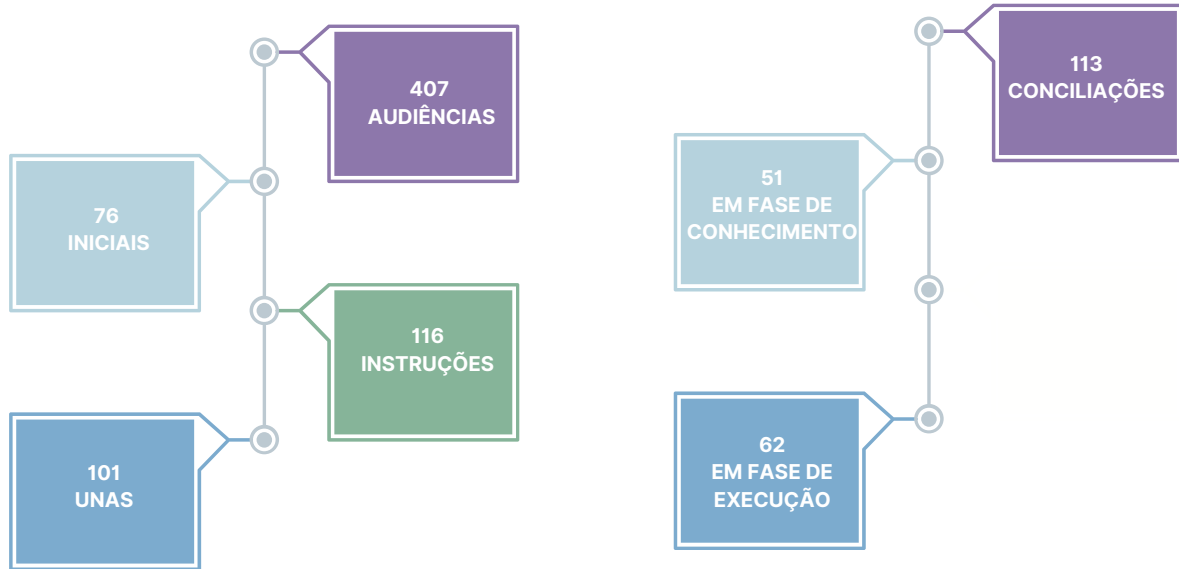 407
AUDIÊNCIAS
76
INICIAIS
116
INSTRUÇÕES
101
UNAS
113
CONCILIAÇÕES
51
EM FASE DE
CONHECIMENTO
62
EM FASE DE
EXECUÇÃO